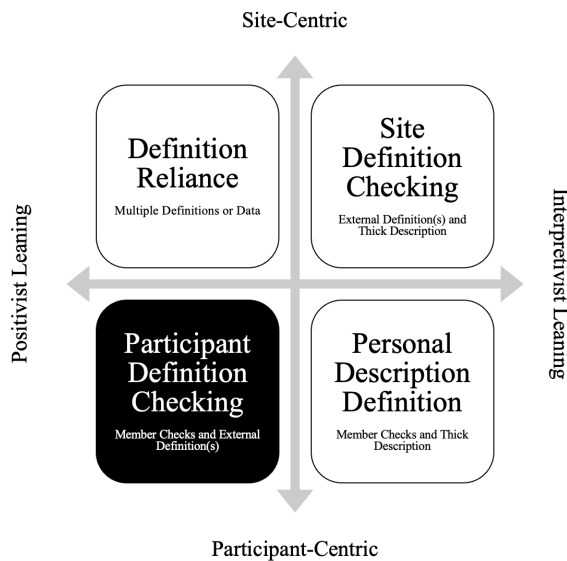 Site-Centric
Definition
Reliance
Multiple Definitions or Data
Site
Definition
Checking
External Definition(s) and
Thick Description
Positivist Leaning
Interpretivist Leaning
Participant
Definition
Checking
Member Checks and External
Definition(s)
Personal
Description
Definition
Member Checks and Thick
Description
Participant-Centric